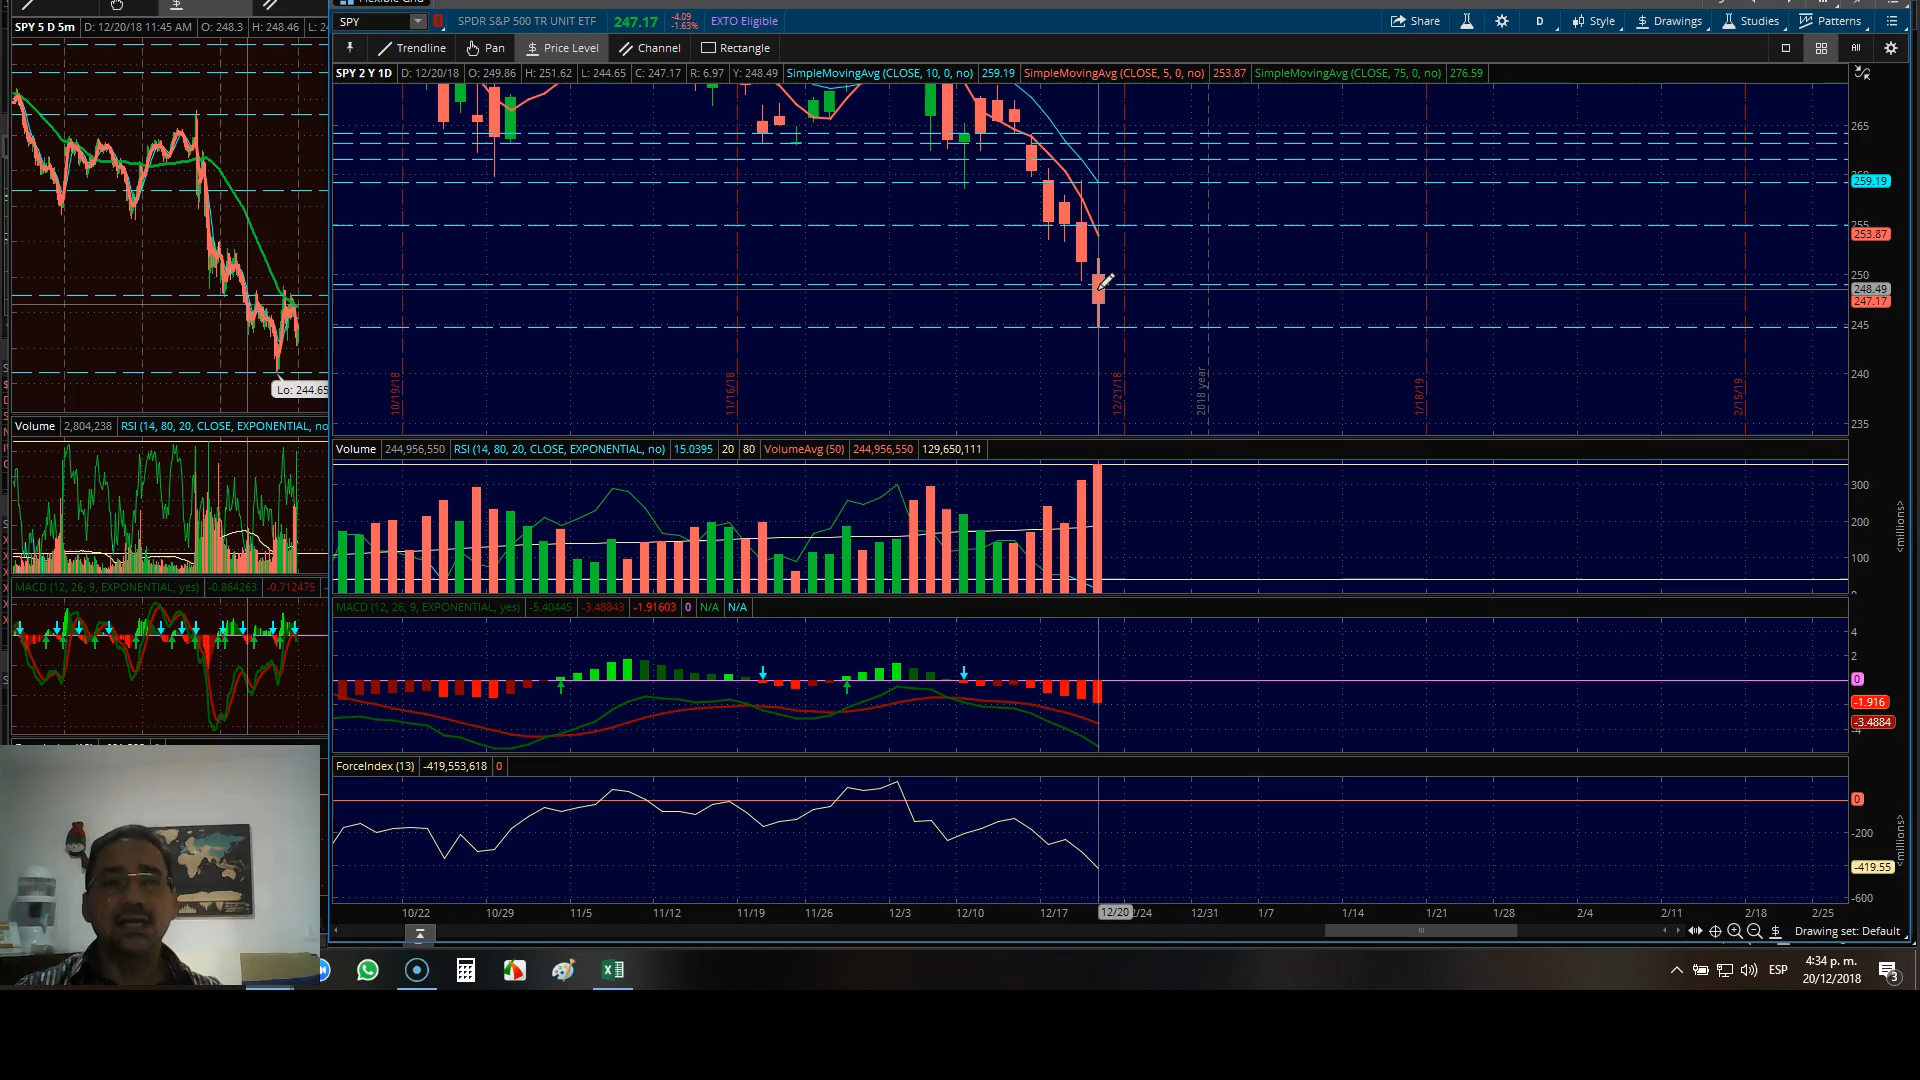 Flexible Grid
SPY 5 D 5m D: 12/20/18 11:45 AM O: 248.3 H: 248.46 L: 24
SPY SPDR S&P 500 TR UNIT ETF 247.17 -4.09 -1.63% EXTO Eligible Share D Style Drawings Studies Patterns
Trendline Pan $ Price Level Channel Rectangle All
SPY 2 Y 1D D: 12/20/18 O: 249.86 H: 251.62 L: 244.65 C: 247.17 R: 6.97 Y: 248.49 SimpleMovingAvg (CLOSE, 10, 0, no) 259.19 SimpleMovingAvg (CLOSE, 5, 0, no) 253.87 SimpleMovingAvg (CLOSE, 75, 0, no) 276.59
265
260
259.19
255
253.87
250
248.49
247.17
245
240
235
10/19/18
11/16/18
12/21/18
2018 year
1/18/19
2/15/19
Lo: 244.65
Volume 2,804,238 RSI (14, 80, 20, CLOSE, EXPONENTIAL, no
Volume 244,956,550 RSI (14, 80, 20, CLOSE, EXPONENTIAL, no) 15.0395 20 80 VolumeAvg (50) 244,956,550 129,650,111
300
200
100
<millions>
MACD (12, 26, 9, EXPONENTIAL, yes) -0.864263 -0.712475
MACD (12, 26, 9, EXPONENTIAL, yes) -5.40445 -3.48843 -1.91603 0 N/A N/A
4
2
0
-1.916
-3.4884
-4
ForceIndex (13) -419,553,618 0
0
-200
-419.55
-600
<millions>
10/22 10/29 11/5 11/12 11/19 11/26 12/3 12/10 12/17 12/20 2/24 12/31 1/7 1/14 1/21 1/28 2/4 2/11 2/18 2/25
Drawing set: Default
ESP
4:34 p. m.
20/12/2018
3